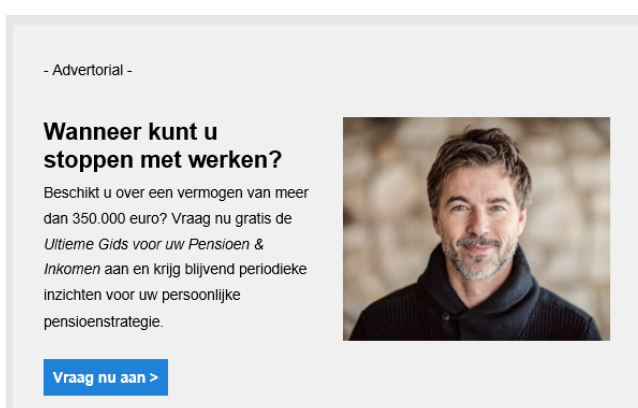 - Advertorial -
Wanneer kunt u
stoppen met werken?
Beschikt u over een vermogen van meer
dan 350.000 euro? Vraag nu gratis de
Ultieme Gids voor uw Pensioen &
Inkomen aan en krijg blijvend periodieke
inzichten voor uw persoonlijke
pensioenstrategie.
Vraag nu aan >